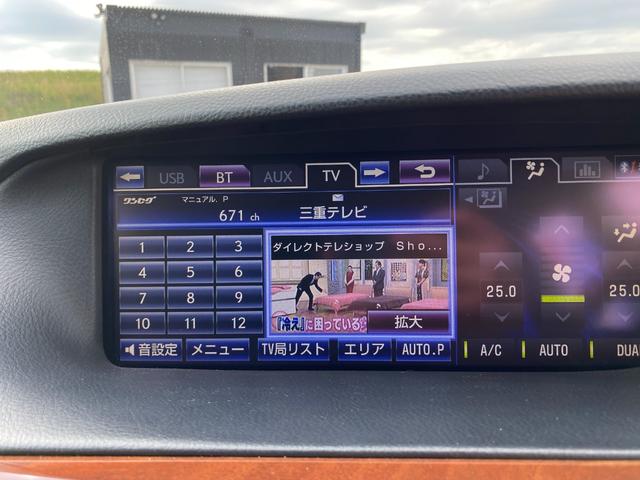 USB BT AUX TV
ワンセグ マニュアル.P
671 ch 三重テレビ
1 2 3
4 5 6
7 8 9
10 11 12
ダイレクトテレショップ Sho...
『冷え』に困っている
拡大
25.0
20.0
音設定 メニュー TV局リスト エリア AUTO.P
A/C AUTO DUA